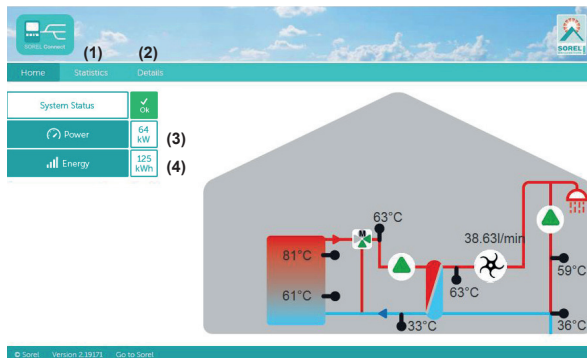 SOREL Connect
SOREL
(1) (2)
Home Statistics Details
System Status Ok
Power 64 kW (3)
Energy 125 kWh (4)
M
63°C
38.63l/min
81°C
61°C
63°C
59°C
33°C
36°C
© Sorel Version 2.19171 Go to Sorel